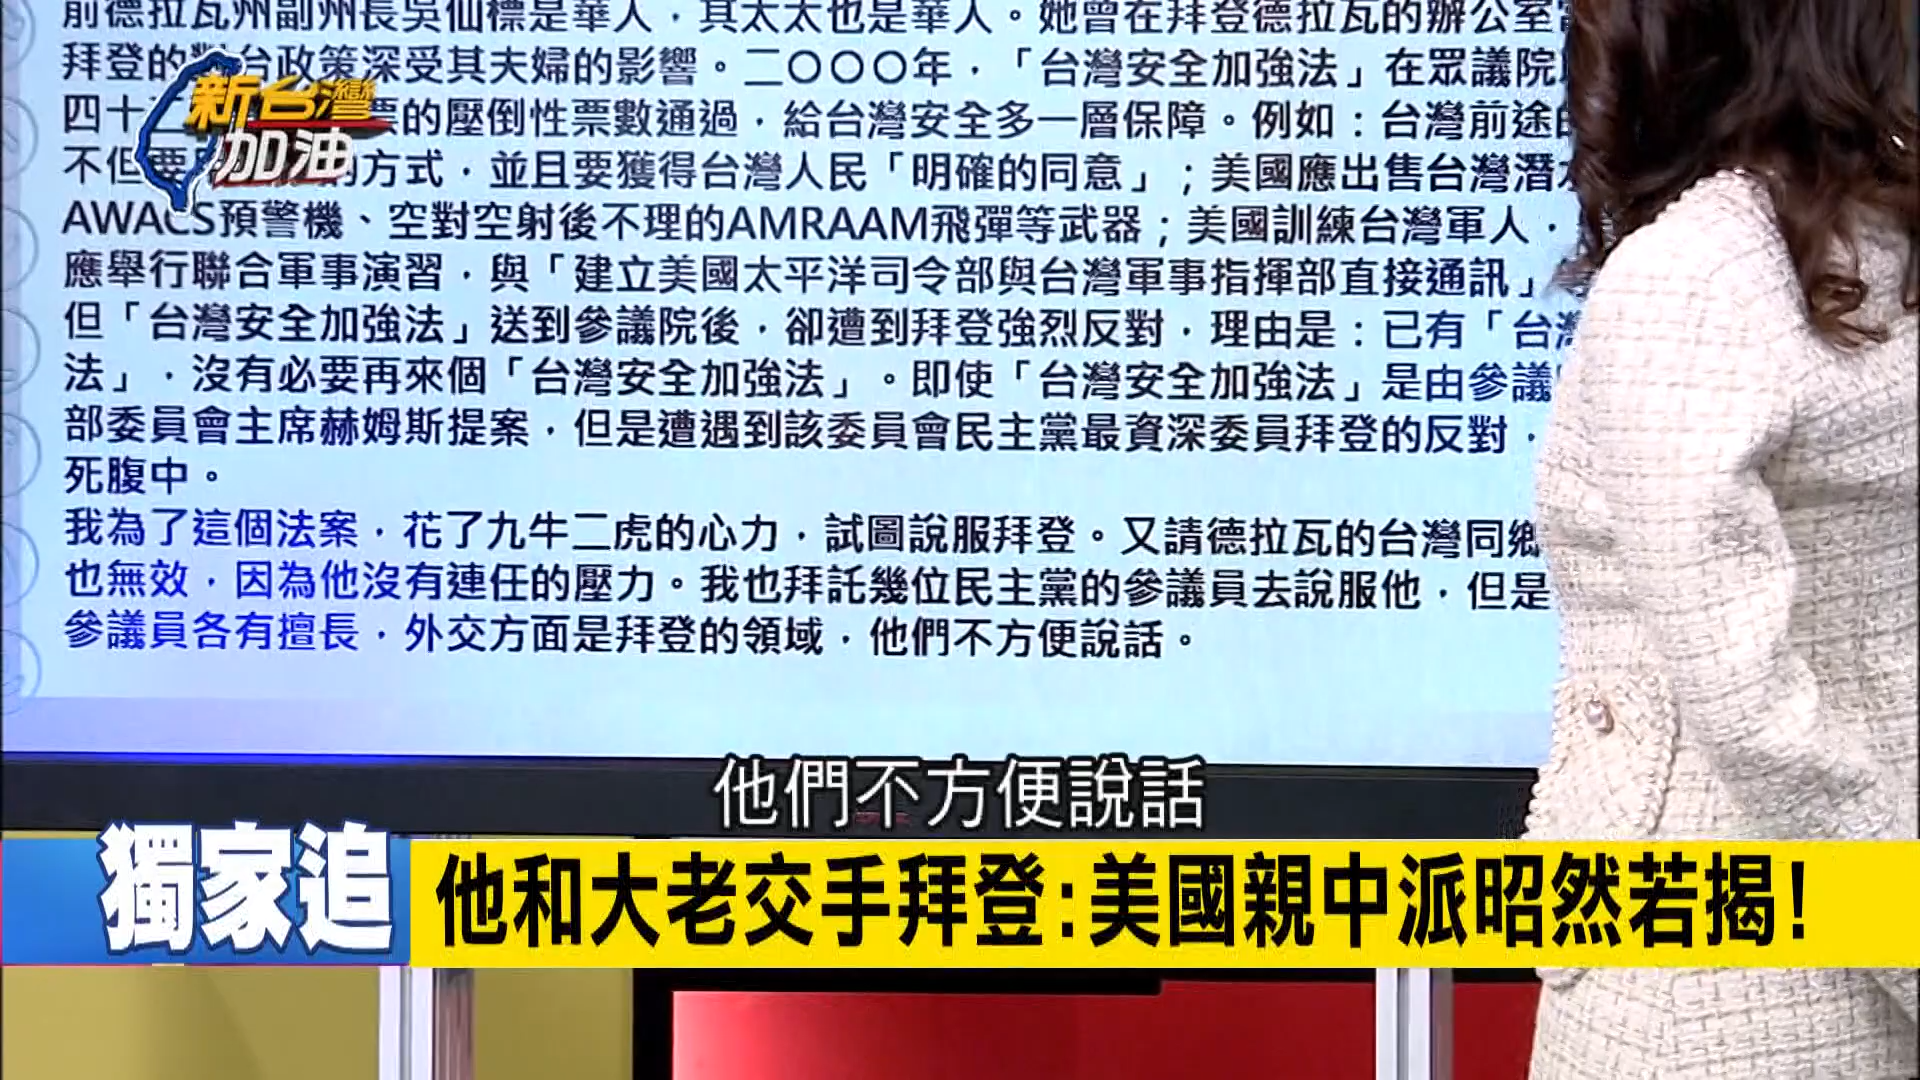 前德拉瓦州副州長吳仙標是華人，其太太也是華人。她曾在拜登德拉瓦的辦公室
拜登的對台政策深受其夫婦的影響。二〇〇〇年，「台灣安全加強法」在眾議院
四十 票的壓倒性票數通過，給台灣安全多一層保障。例如：台灣前途
不但要 方式，並且要獲得台灣人民「明確的同意」；美國應出售台灣潛
AWACS預警機、空對空射後不理的AMRAAM飛彈等武器；美國訓練台灣軍人，
應舉行聯合軍事演習，與「建立美國太平洋司令部與台灣軍事指揮部直接通訊」
但「台灣安全加強法」送到參議院後，卻遭到拜登強烈反對，理由是：已有「台
法」，沒有必要再來個「台灣安全加強法」。即使「台灣安全加強法」是由參議
部委員會主席赫姆斯提案，但是遭遇到該委員會民主黨最資深委員拜登的反對，
死腹中。
我為了這個法案，花了九牛二虎的心力，試圖說服拜登。又請德拉瓦的台灣同鄉
也無效，因為他沒有連任的壓力。我也拜託幾位民主黨的參議員去說服他，但是
參議員各有擅長，外交方面是拜登的領域，他們不方便說話。
新台灣
加油
他們不方便說話
獨家追
他和大老交手拜登:美國親中派昭然若揭!